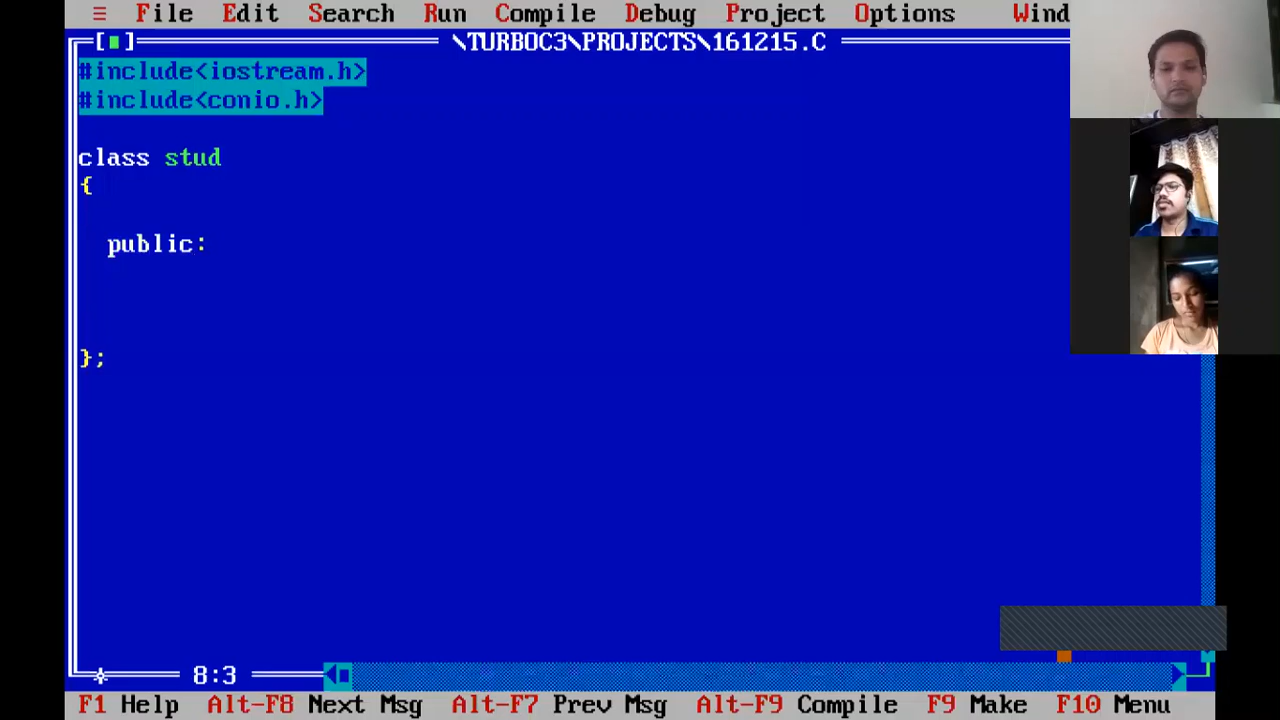 ≡ File Edit Search Run Compile Debug Project Options Wind
[■] \TURBOC3\PROJECTS\161215.C
#include<iostream.h>
#include<conio.h>
class stud
{
public:
};
8:3
F1 Help Alt-F8 Next Msg Alt-F7 Prev Msg Alt-F9 Compile F9 Make F10 Menu